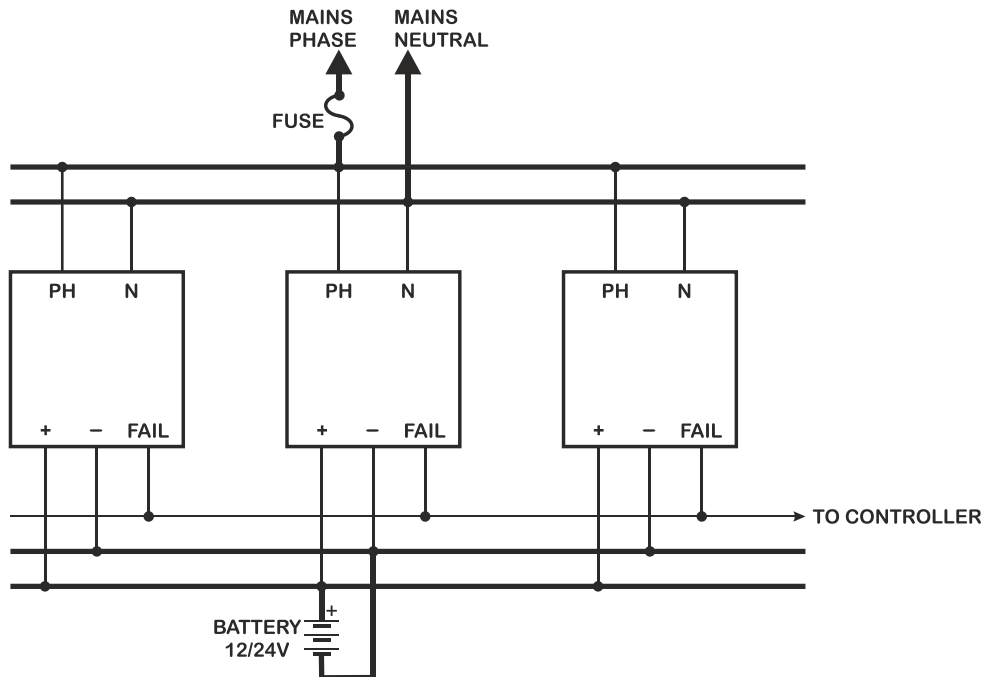 MAINS
PHASE
MAINS
NEUTRAL
FUSE
PH N
PH N
PH N
+ – FAIL
+ – FAIL
+ – FAIL
TO CONTROLLER
+
BATTERY
12/24V